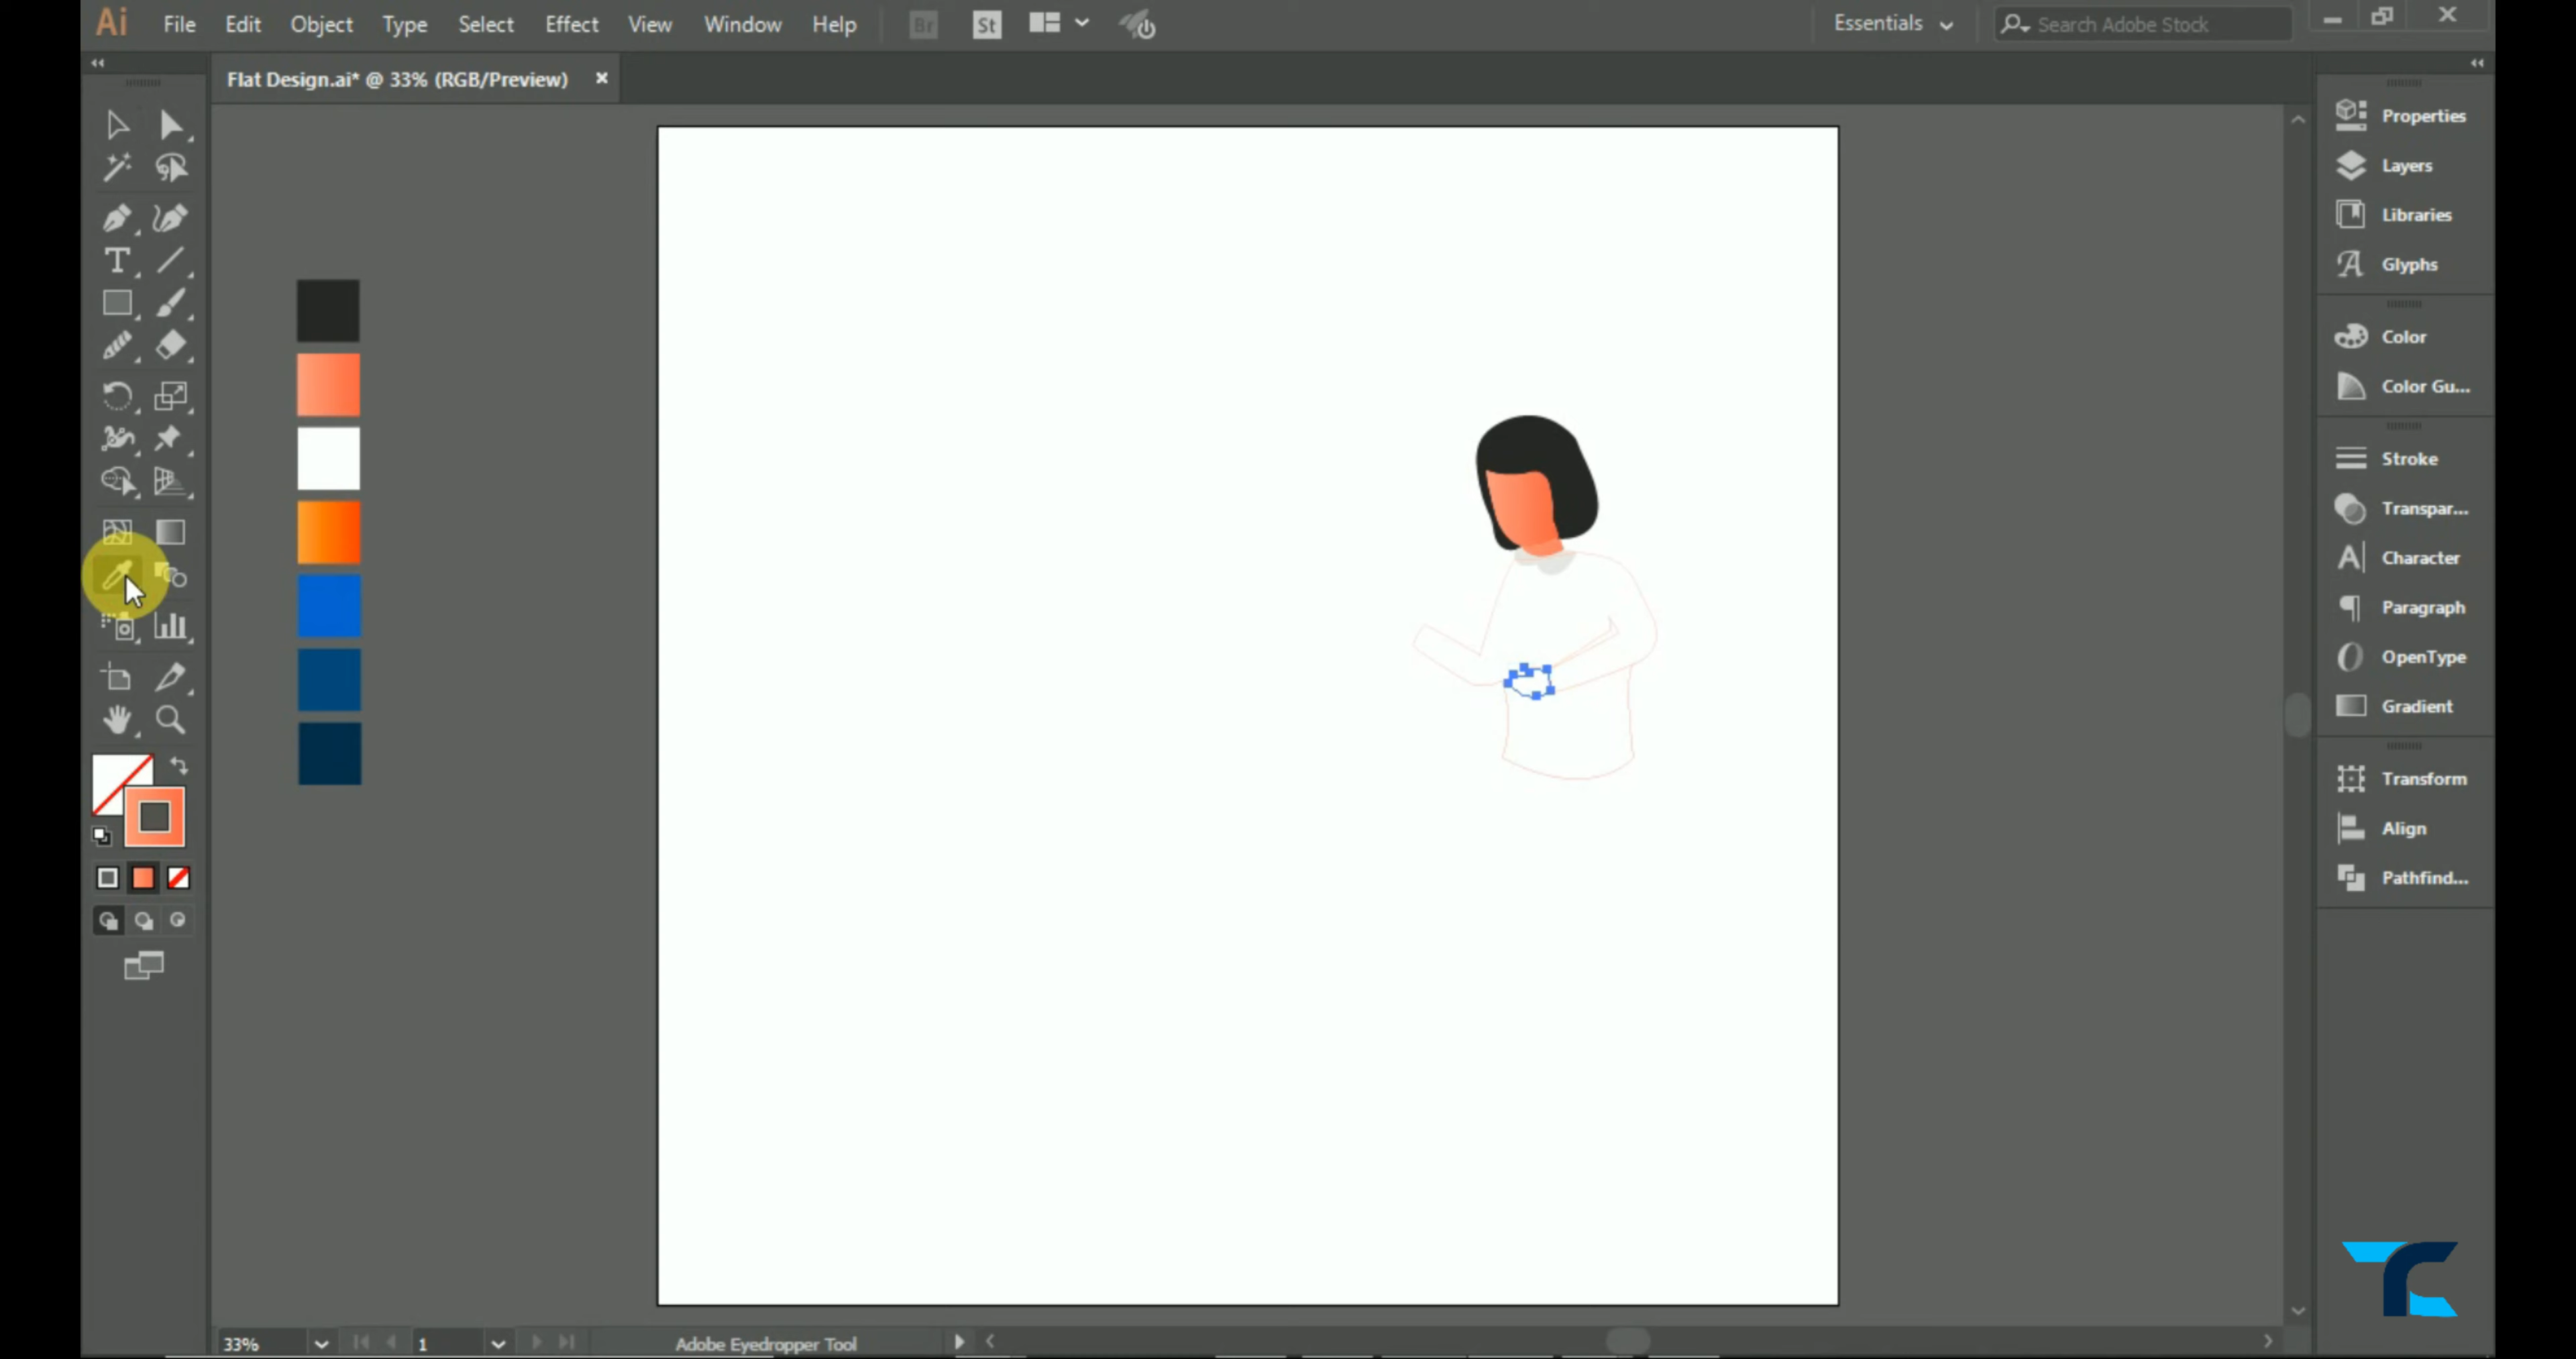 Ai File Edit Object Type Select Effect View Window Help Br St Essentials Search Adobe Stock
Flat Design.ai* @ 33% (RGB/Preview)
Properties
Layers
Libraries
Glyphs
Color
Color Gu...
Stroke
Transpar...
Character
Paragraph
OpenType
Gradient
Transform
Align
Pathfind...
TC
33% 1 Adobe Eyedropper Tool